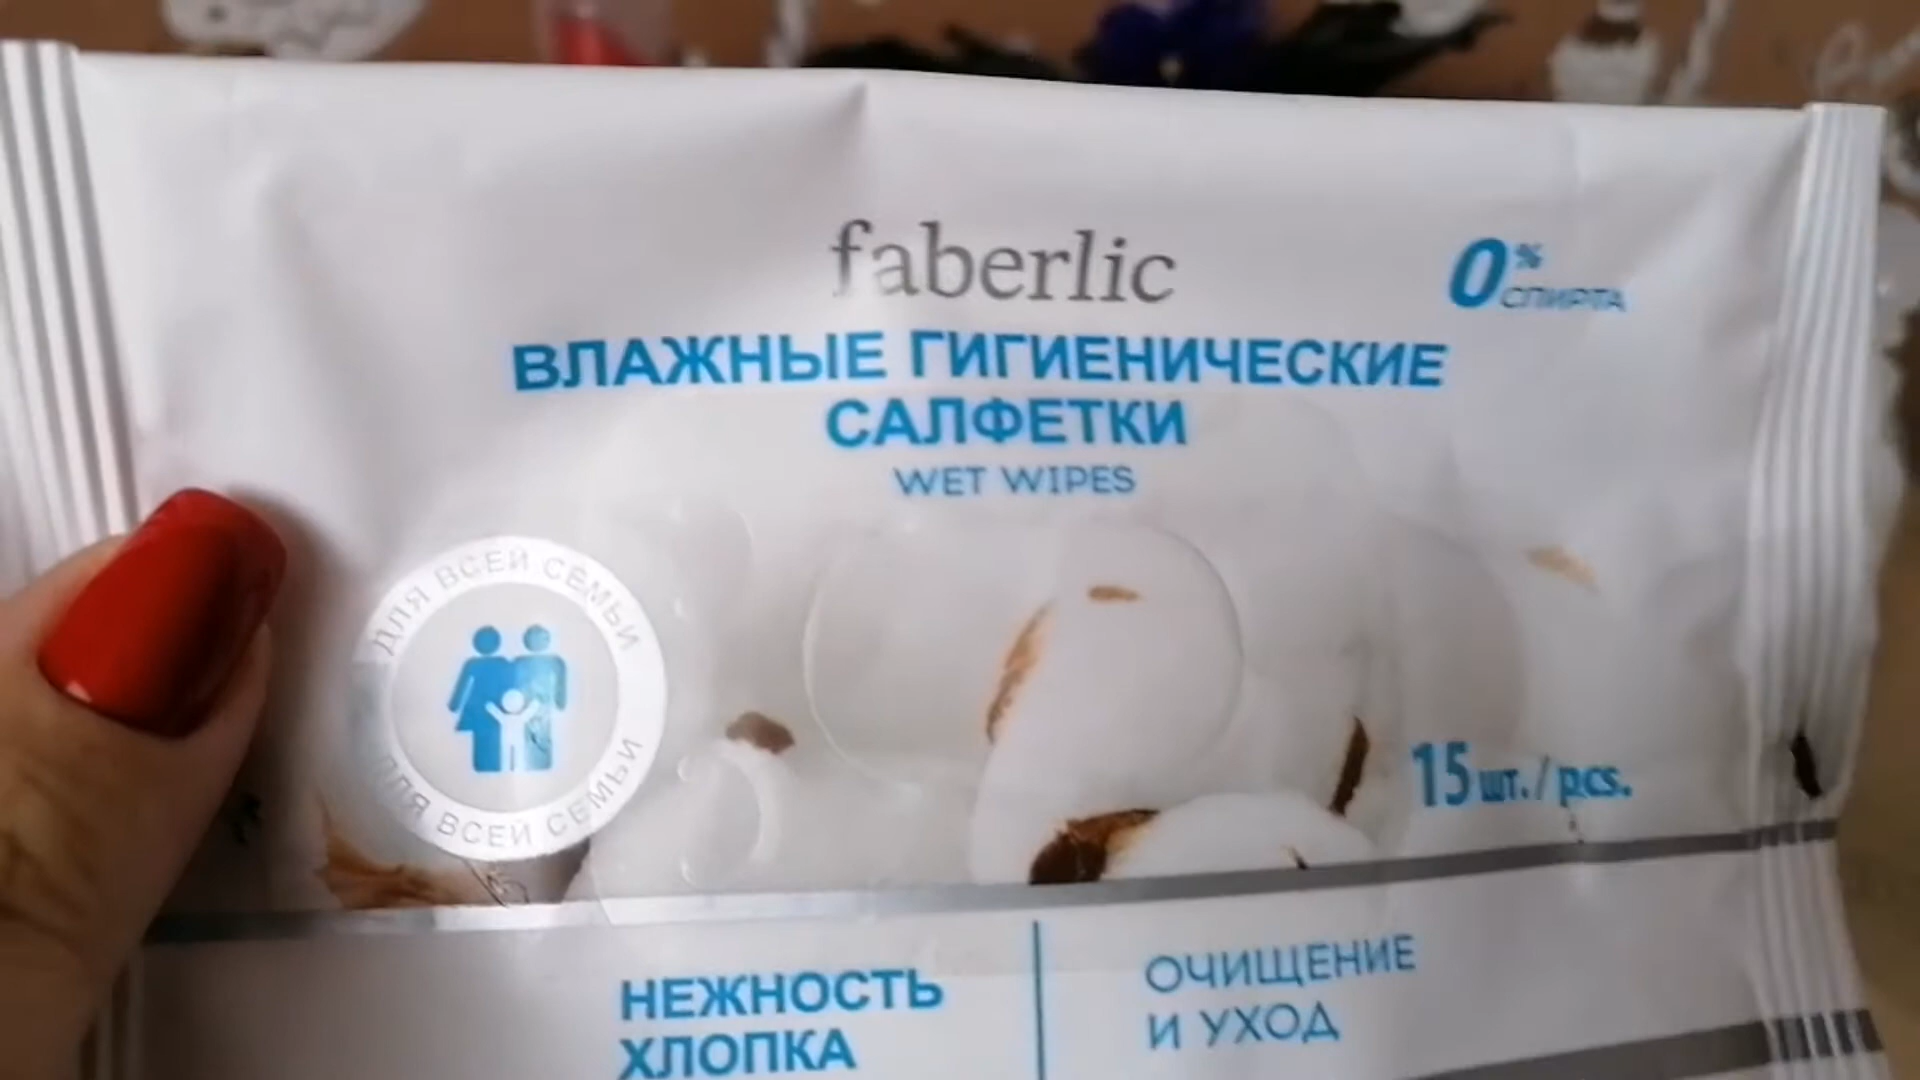 faberlic
0%
СПИРТА
ВЛАЖНЫЕ ГИГИЕНИЧЕСКИЕ
САЛФЕТКИ
WET WIPES
ДЛЯ ВСЕЙ СЕМЬИ
ДЛЯ ВСЕЙ СЕМЬИ
15 шт. / pcs.
НЕЖНОСТЬ
ХЛОПКА
ОЧИЩЕНИЕ
И УХОД